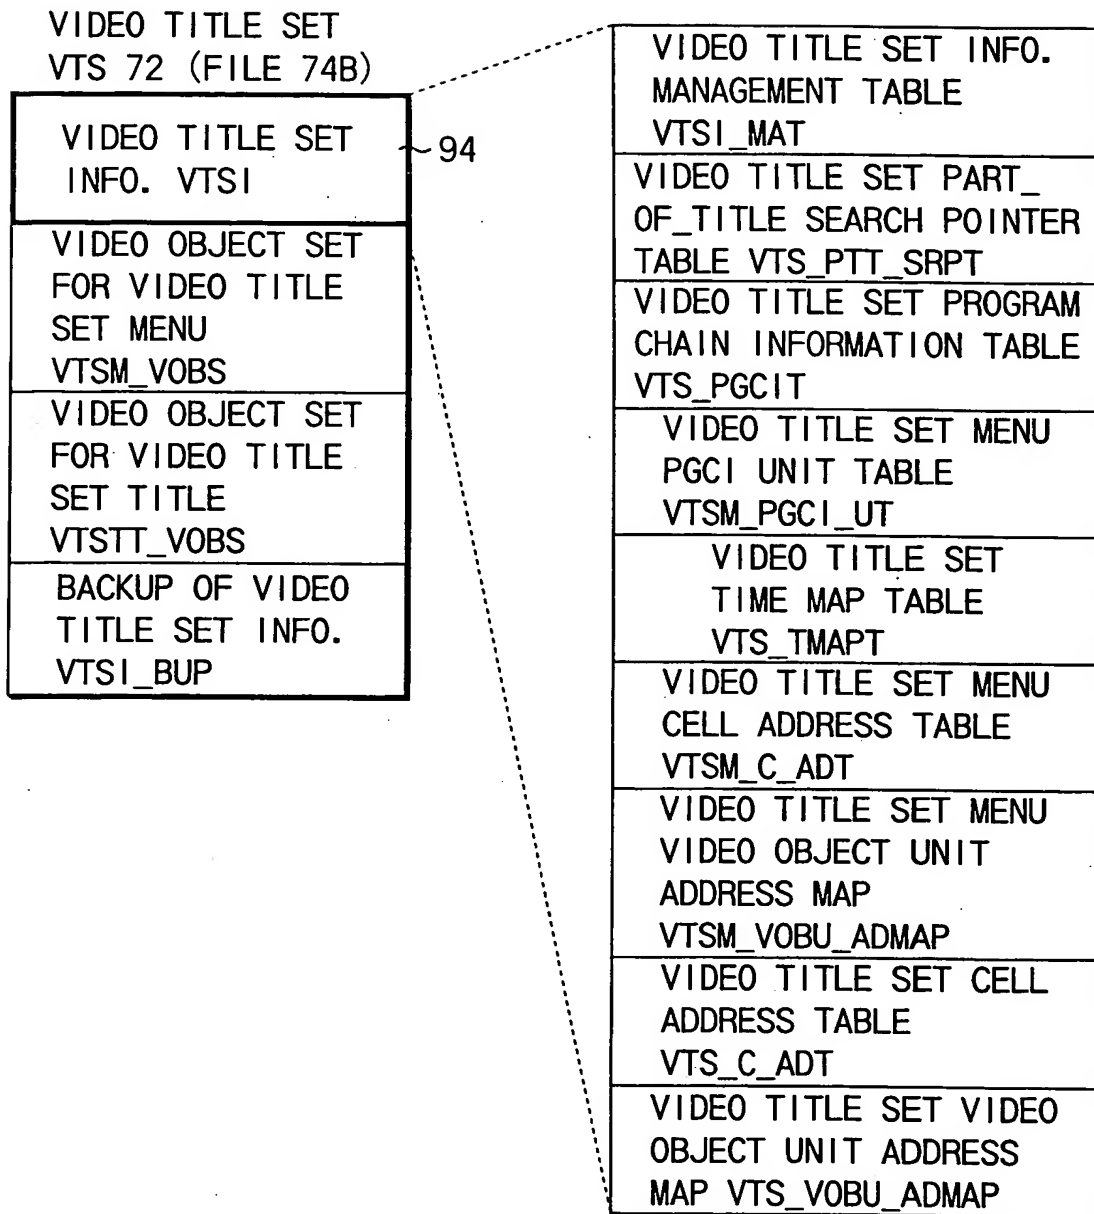 VIDEO TITLE SET
VTS 72 (FILE 74B)
VIDEO TITLE SET
INFO. VTSI
94
VIDEO OBJECT SET
FOR VIDEO TITLE
SET MENU
VTSM_VOBS
VIDEO OBJECT SET
FOR VIDEO TITLE
SET TITLE
VTSTT_VOBS
BACKUP OF VIDEO
TITLE SET INFO.
VTSI_BUP
VIDEO TITLE SET INFO.
MANAGEMENT TABLE
VTSI_MAT
VIDEO TITLE SET PART_
OF_TITLE SEARCH POINTER
TABLE VTS_PTT_SRPT
VIDEO TITLE SET PROGRAM
CHAIN INFORMATION TABLE
VTS_PGCIT
VIDEO TITLE SET MENU
PGCI UNIT TABLE
VTSM_PGCI_UT
VIDEO TITLE SET
TIME MAP TABLE
VTS_TMAPT
VIDEO TITLE SET MENU
CELL ADDRESS TABLE
VTSM_C_ADT
VIDEO TITLE SET MENU
VIDEO OBJECT UNIT
ADDRESS MAP
VTSM_VOBU_ADMAP
VIDEO TITLE SET CELL
ADDRESS TABLE
VTS_C_ADT
VIDEO TITLE SET VIDEO
OBJECT UNIT ADDRESS
MAP VTS_VOBU_ADMAP